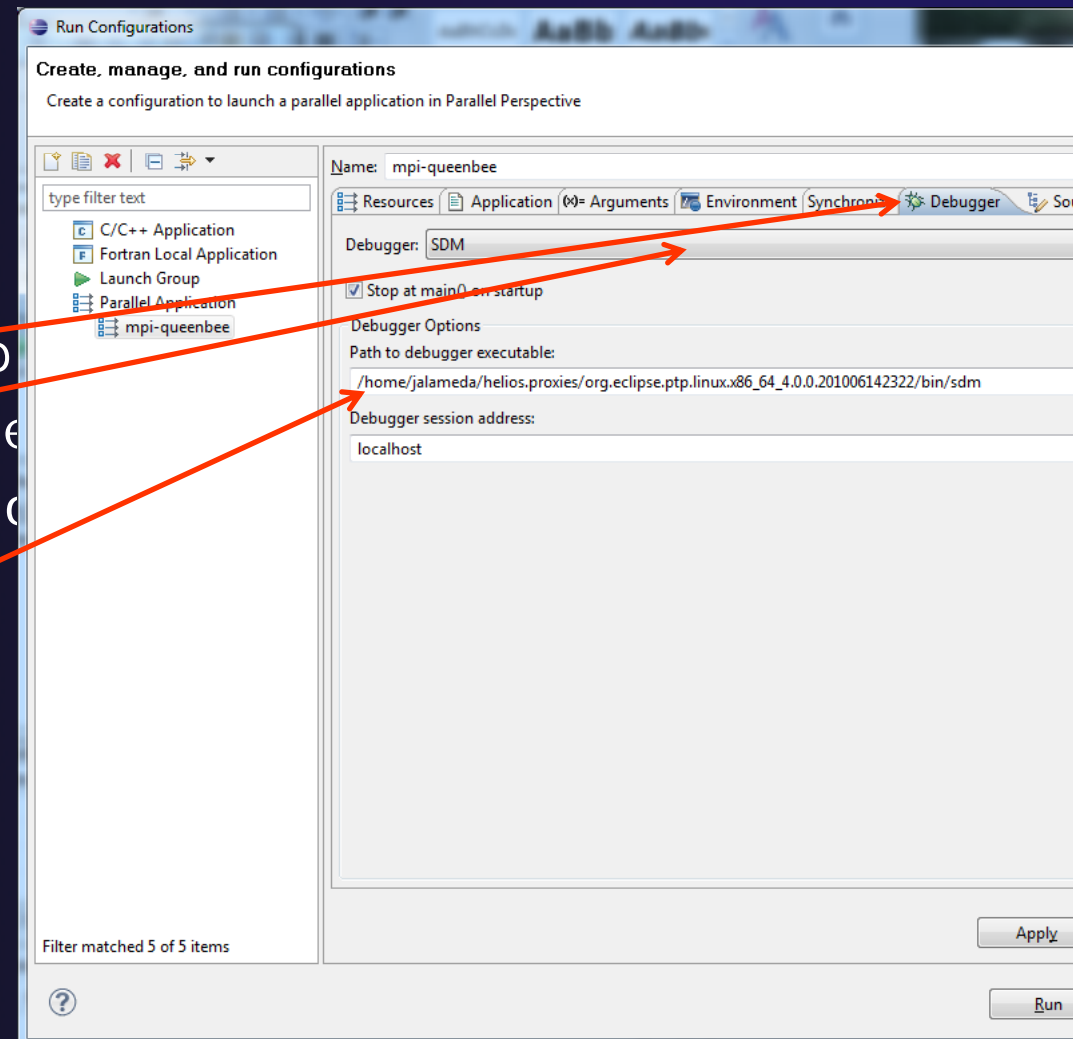 Run Configurations
AaBb AaBb
Create, manage, and run configurations
Create a configuration to launch a parallel application in Parallel Perspective
type filter text
C/C++ Application
Fortran Local Application
Launch Group
Parallel Application
mpi-queenbee
Filter matched 5 of 5 items
Name: mpi-queenbee
Resources Application (x)= Arguments Environment Synchroniz Debugger Sou
Debugger: SDM
Stop at main() on startup
Debugger Options
Path to debugger executable:
/home/jalameda/helios.proxies/org.eclipse.ptp.linux.x86_64_4.0.0.201006142322/bin/sdm
Debugger session address:
localhost
Apply
Run